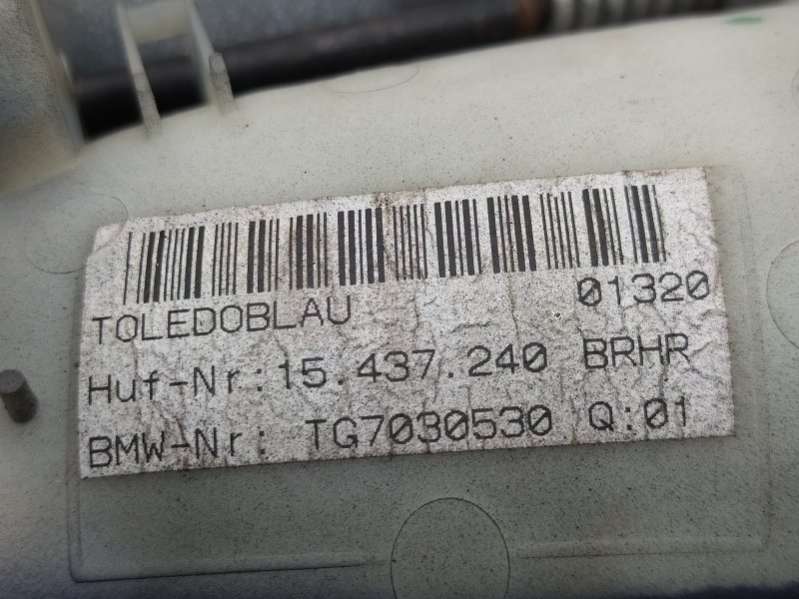 TOLEDOBLAU 01320
Huf-Nr:15.437.240 BRHR
BMW-Nr: TG7030530 Q:01